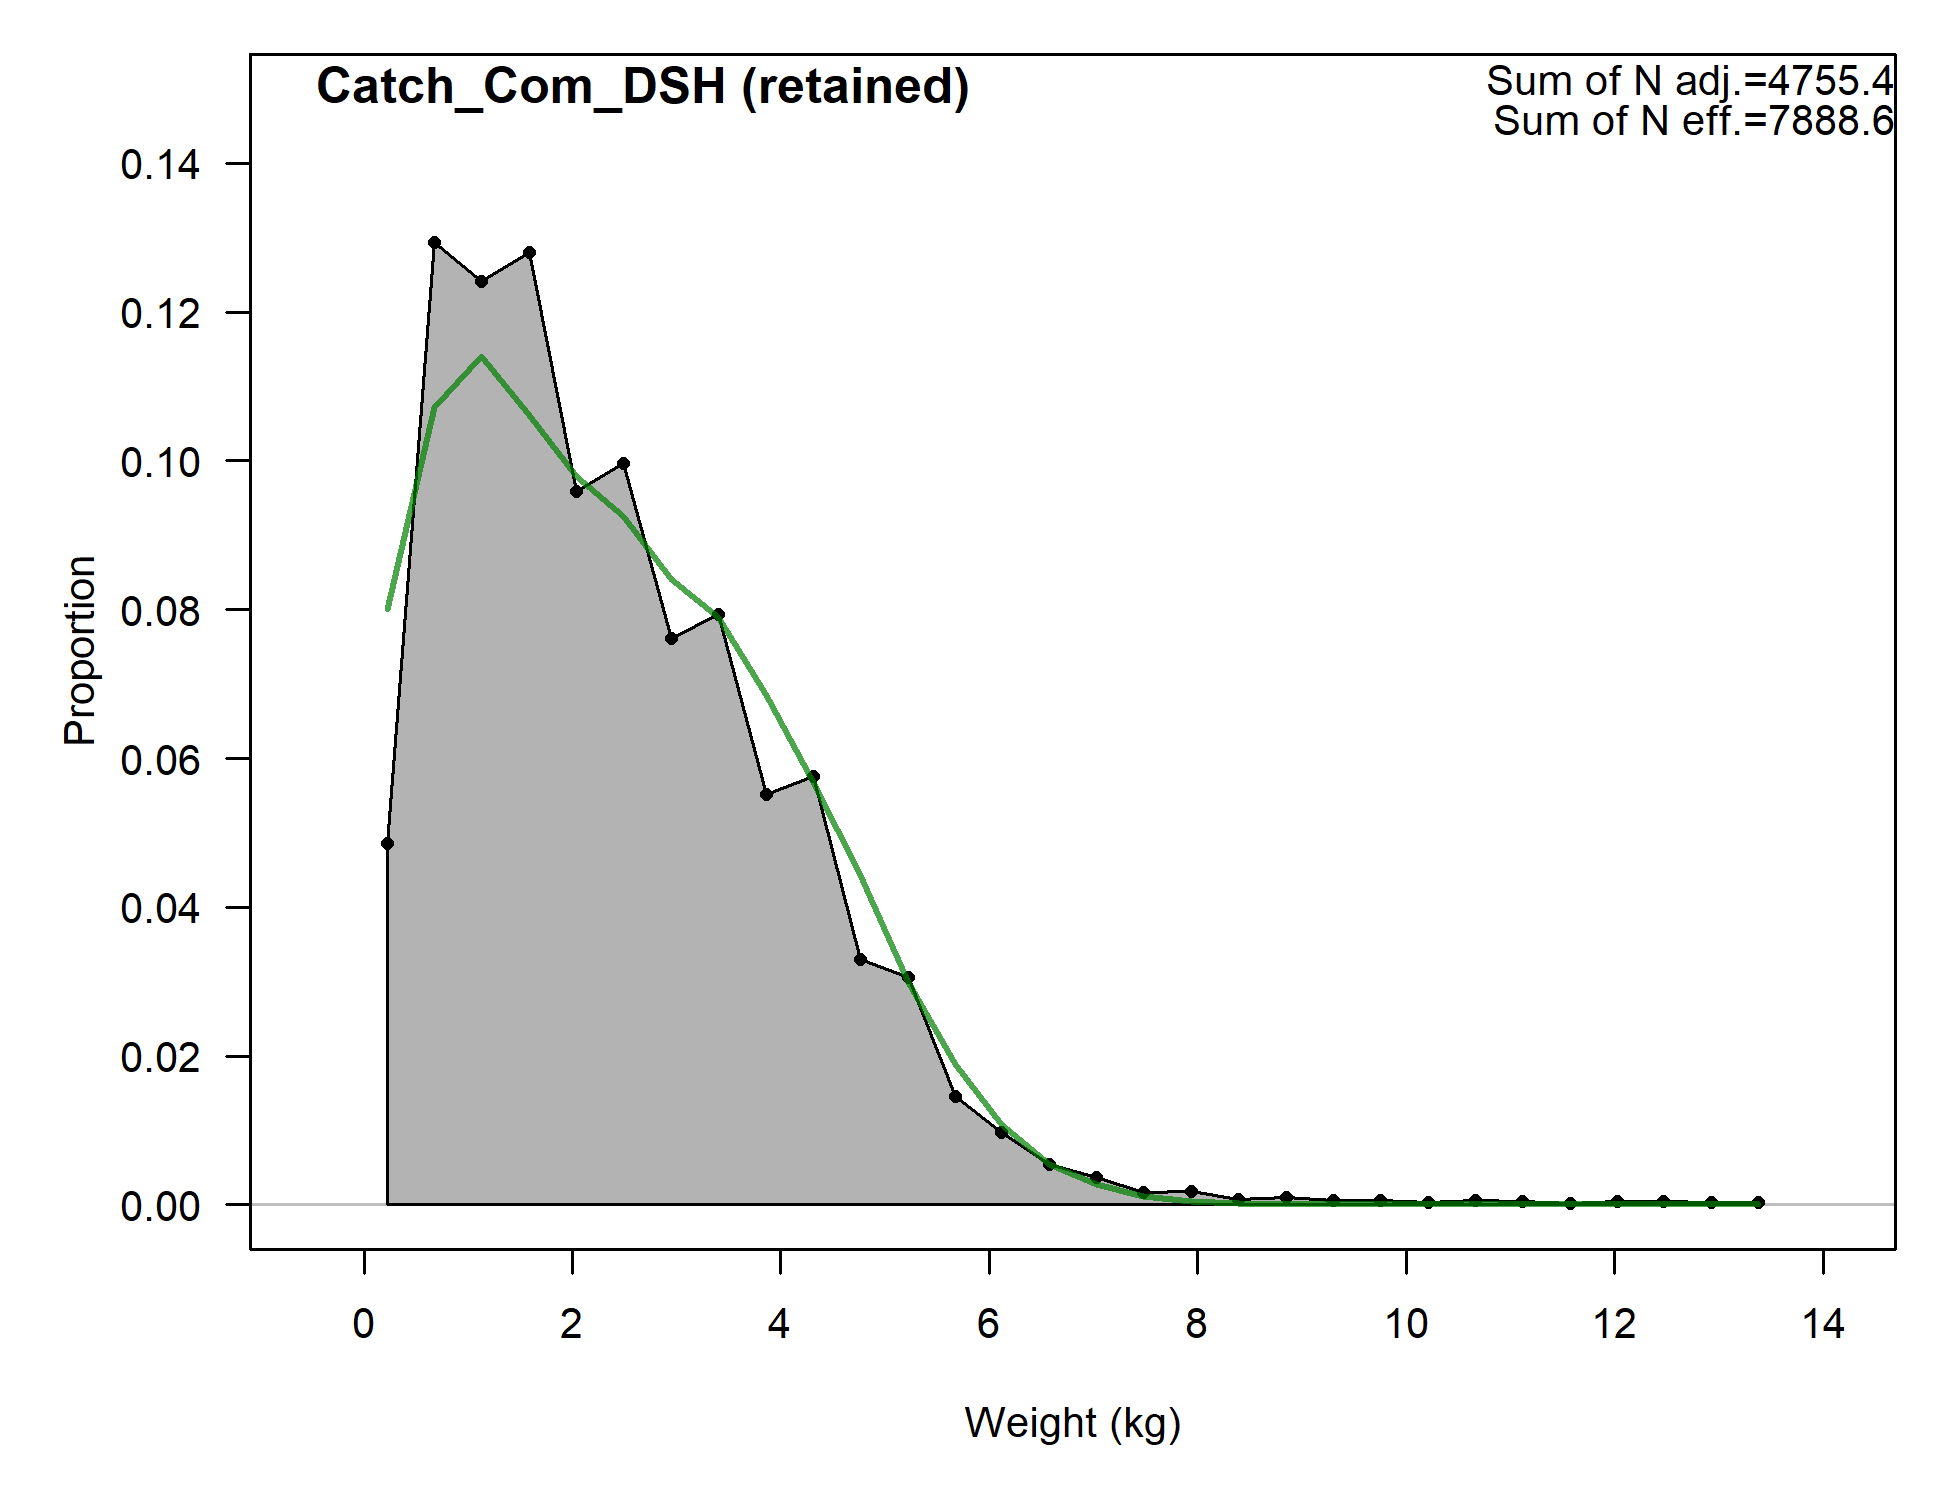 Catch_Com_DSH (retained)
Sum of N adj.=4755.4
Sum of N eff.=7888.6
0.14
0.12
0.10
0.08
0.06
0.04
0.02
0.00
Proportion
0 2 4 6 8 10 12 14
Weight (kg)